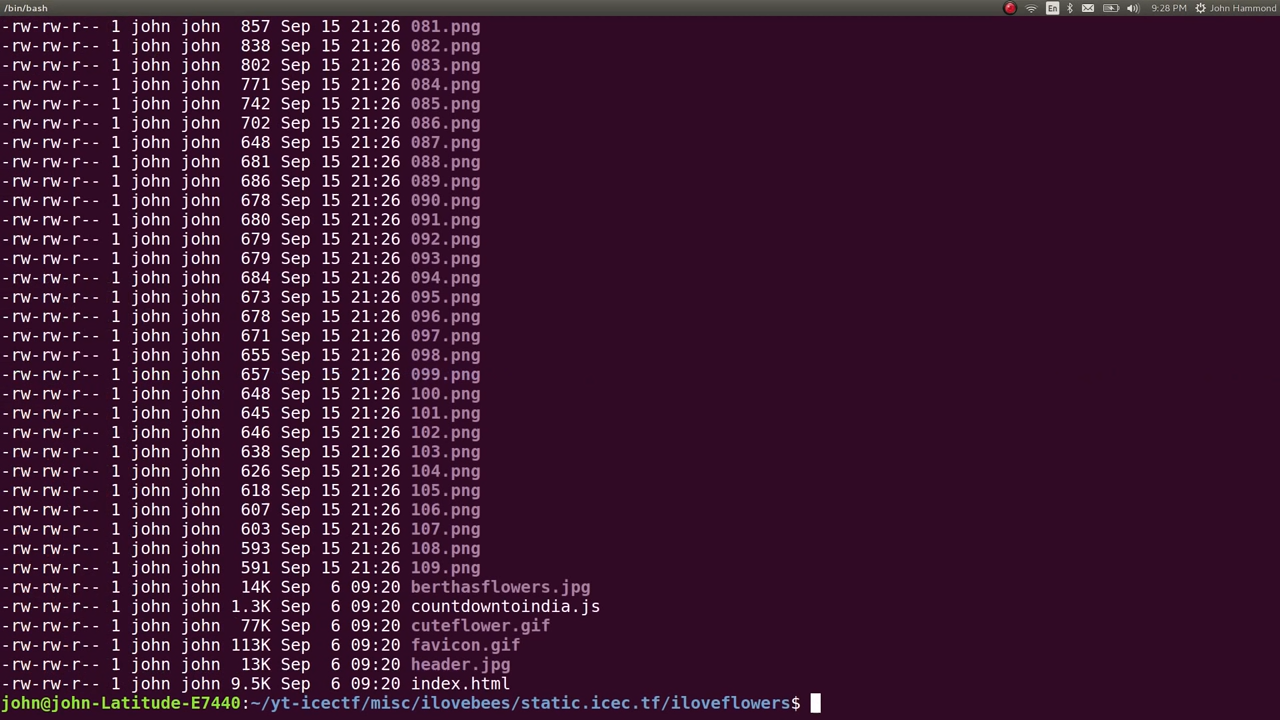 /bin/bash En 9:28 PM John Hammond
-rw-rw-r-- 1 john john  857 Sep 15 21:26 081.png
-rw-rw-r-- 1 john john  838 Sep 15 21:26 082.png
-rw-rw-r-- 1 john john  802 Sep 15 21:26 083.png
-rw-rw-r-- 1 john john  771 Sep 15 21:26 084.png
-rw-rw-r-- 1 john john  742 Sep 15 21:26 085.png
-rw-rw-r-- 1 john john  702 Sep 15 21:26 086.png
-rw-rw-r-- 1 john john  648 Sep 15 21:26 087.png
-rw-rw-r-- 1 john john  681 Sep 15 21:26 088.png
-rw-rw-r-- 1 john john  686 Sep 15 21:26 089.png
-rw-rw-r-- 1 john john  678 Sep 15 21:26 090.png
-rw-rw-r-- 1 john john  680 Sep 15 21:26 091.png
-rw-rw-r-- 1 john john  679 Sep 15 21:26 092.png
-rw-rw-r-- 1 john john  679 Sep 15 21:26 093.png
-rw-rw-r-- 1 john john  684 Sep 15 21:26 094.png
-rw-rw-r-- 1 john john  673 Sep 15 21:26 095.png
-rw-rw-r-- 1 john john  678 Sep 15 21:26 096.png
-rw-rw-r-- 1 john john  671 Sep 15 21:26 097.png
-rw-rw-r-- 1 john john  655 Sep 15 21:26 098.png
-rw-rw-r-- 1 john john  657 Sep 15 21:26 099.png
-rw-rw-r-- 1 john john  648 Sep 15 21:26 100.png
-rw-rw-r-- 1 john john  645 Sep 15 21:26 101.png
-rw-rw-r-- 1 john john  646 Sep 15 21:26 102.png
-rw-rw-r-- 1 john john  638 Sep 15 21:26 103.png
-rw-rw-r-- 1 john john  626 Sep 15 21:26 104.png
-rw-rw-r-- 1 john john  618 Sep 15 21:26 105.png
-rw-rw-r-- 1 john john  607 Sep 15 21:26 106.png
-rw-rw-r-- 1 john john  603 Sep 15 21:26 107.png
-rw-rw-r-- 1 john john  593 Sep 15 21:26 108.png
-rw-rw-r-- 1 john john  591 Sep 15 21:26 109.png
-rw-rw-r-- 1 john john  14K Sep  6 09:20 berthasflowers.jpg
-rw-rw-r-- 1 john john 1.3K Sep  6 09:20 countdowntoindia.js
-rw-rw-r-- 1 john john  77K Sep  6 09:20 cuteflower.gif
-rw-rw-r-- 1 john john 113K Sep  6 09:20 favicon.gif
-rw-rw-r-- 1 john john  13K Sep  6 09:20 header.jpg
-rw-rw-r-- 1 john john 9.5K Sep  6 09:20 index.html
john@john-Latitude-E7440:~/yt-icectf/misc/ilovebees/static.icec.tf/iloveflowers$